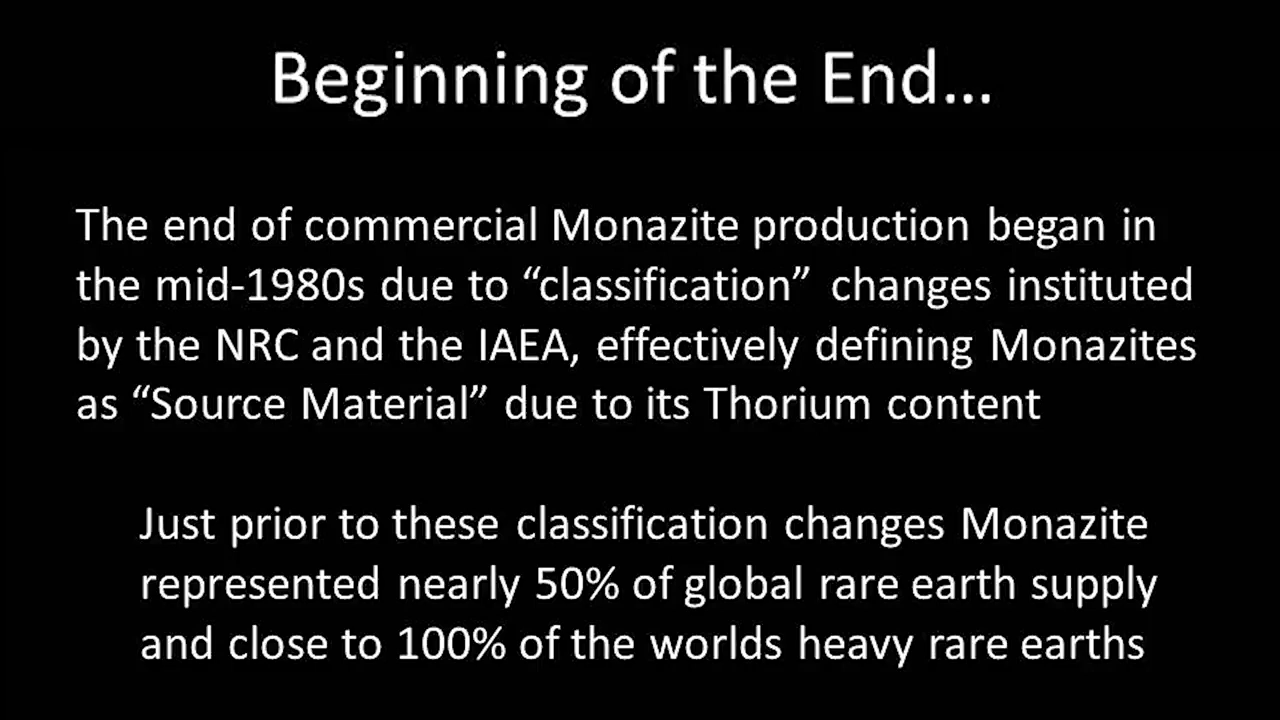 Beginning of the End...
The end of commercial Monazite production began in
the mid-1980s due to “classification” changes instituted
by the NRC and the IAEA, effectively defining Monazites
as “Source Material” due to its Thorium content
Just prior to these classification changes Monazite
represented nearly 50% of global rare earth supply
and close to 100% of the worlds heavy rare earths